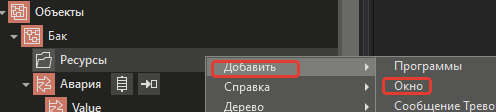 Объекты
Бак
Ресурсы
Авария
Value
Добавить
Справка
Дерево
Программы
Окно
Сообщение Трево